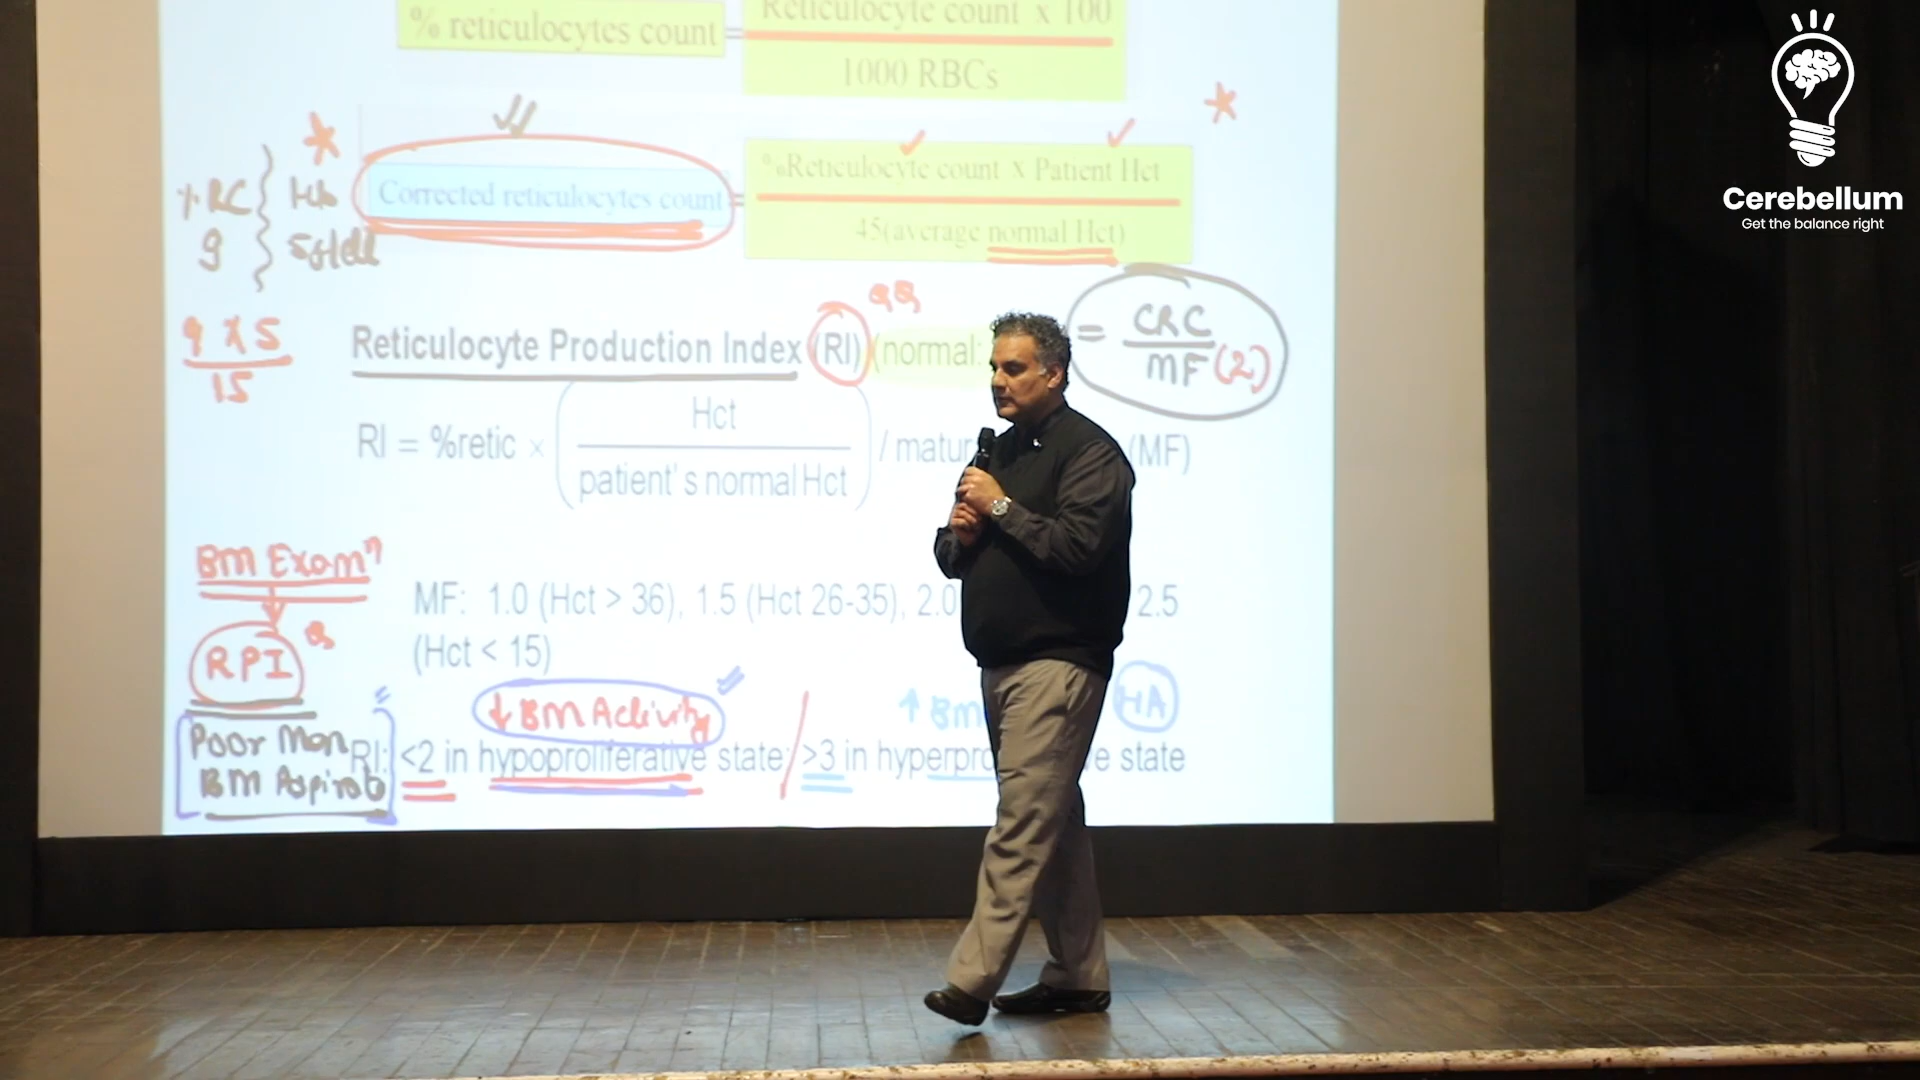 % reticulocytes count = Reticulocyte count x 100
1000 RBCs
Corrected reticulocytes count = %Reticulocyte count x Patient Hct
45(average normal Hct)
% RC
9
Hb
5g/dl
9 X 5
15
Reticulocyte Production Index (RI) (normal:
= CRC
MF (2)
RI = %retic × ( Hct
patient's normal Hct ) / matur
(MF)
BM Examn
RPI
Poor Man
BM Aspirate
MF: 1.0 (Hct > 36), 1.5 (Hct 26-35), 2.0
2.5
(Hct < 15)
↓ BM Activity
↑ BM
HA
RI: <2 in hypoproliferative state / >3 in hyperpro
ve state
Cerebellum
Get the balance right